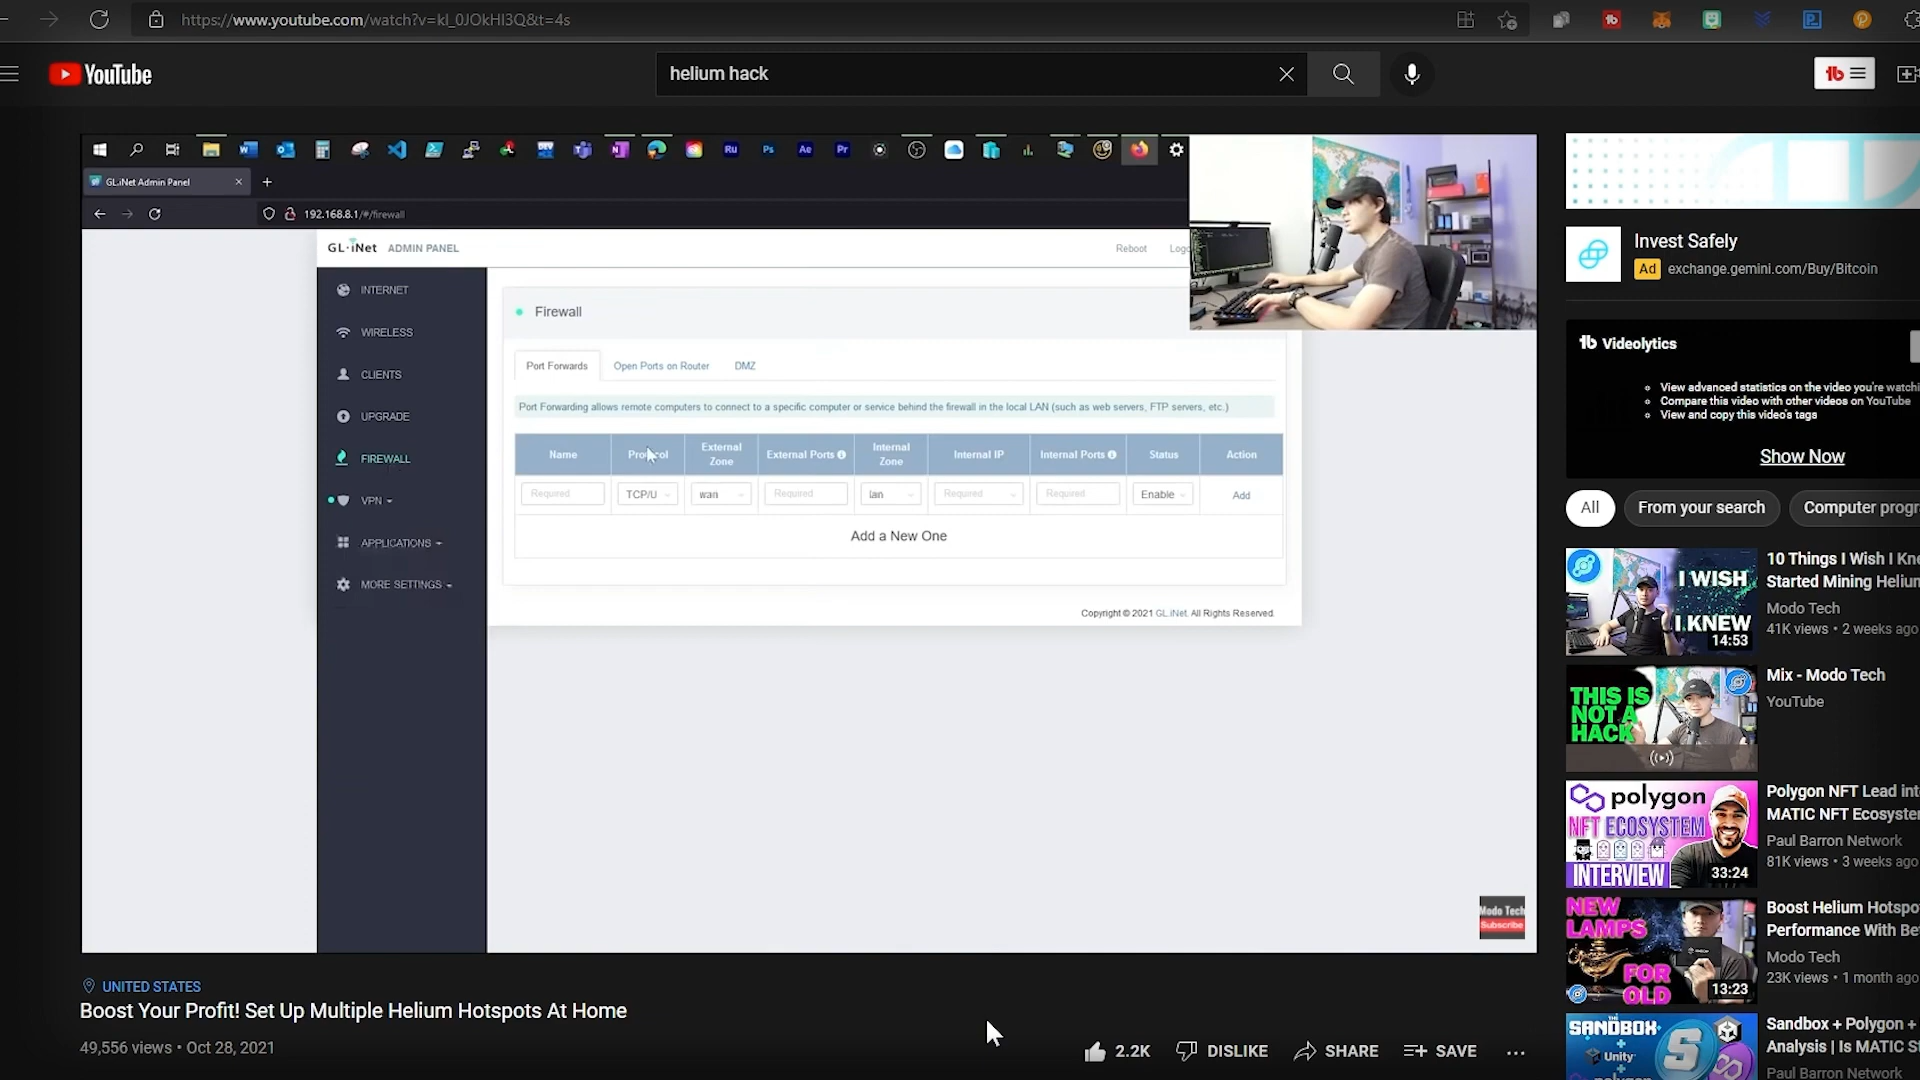 https://www.youtube.com/watch?v=kI_0JOkHI3Q&t=4s
YouTube
helium hack
GL.iNet Admin Panel
192.168.8.1/#/firewall
GL·iNet ADMIN PANEL
Reboot
INTERNET
WIRELESS
CLIENTS
UPGRADE
FIREWALL
VPN
APPLICATIONS
MORE SETTINGS
Firewall
Port Forwards
Open Ports on Router
DMZ
Port Forwarding allows remote computers to connect to a specific computer or service behind the firewall in the local LAN (such as web servers, FTP servers, etc.)
Name
Protocol
External Zone
External Ports
Internal Zone
Internal IP
Internal Ports
Status
Action
Required
TCP/U
wan
Required
lan
Required
Required
Enable
Add
Add a New One
Copyright © 2021 GL.iNet. All Rights Reserved.
Modo Tech
Subscribe
UNITED STATES
Boost Your Profit! Set Up Multiple Helium Hotspots At Home
49,556 views • Oct 28, 2021
2.2K
DISLIKE
SHARE
SAVE
Invest Safely
Ad exchange.gemini.com/Buy/Bitcoin
Videolytics
View advanced statistics on the video you're watchi
Compare this video with other videos on YouTube
View and copy this video's tags
Show Now
All
From your search
Computer progr
I WISH
I KNEW
14:53
10 Things I Wish I Kne
Started Mining Helium
Modo Tech
41K views • 2 weeks ago
THIS IS
NOT A
HACK
Mix - Modo Tech
YouTube
polygon
NFT ECOSYSTEM
INTERVIEW
33:24
Polygon NFT Lead int
MATIC NFT Ecosyste
Paul Barron Network
81K views • 3 weeks ago
NEW
LAMPS
FOR
OLD
13:23
Boost Helium Hotspo
Performance With Be
Modo Tech
23K views • 1 month ago
SANDBOX
+
Unity
Sandbox + Polygon +
Analysis | Is MATIC S
Paul Barron Network